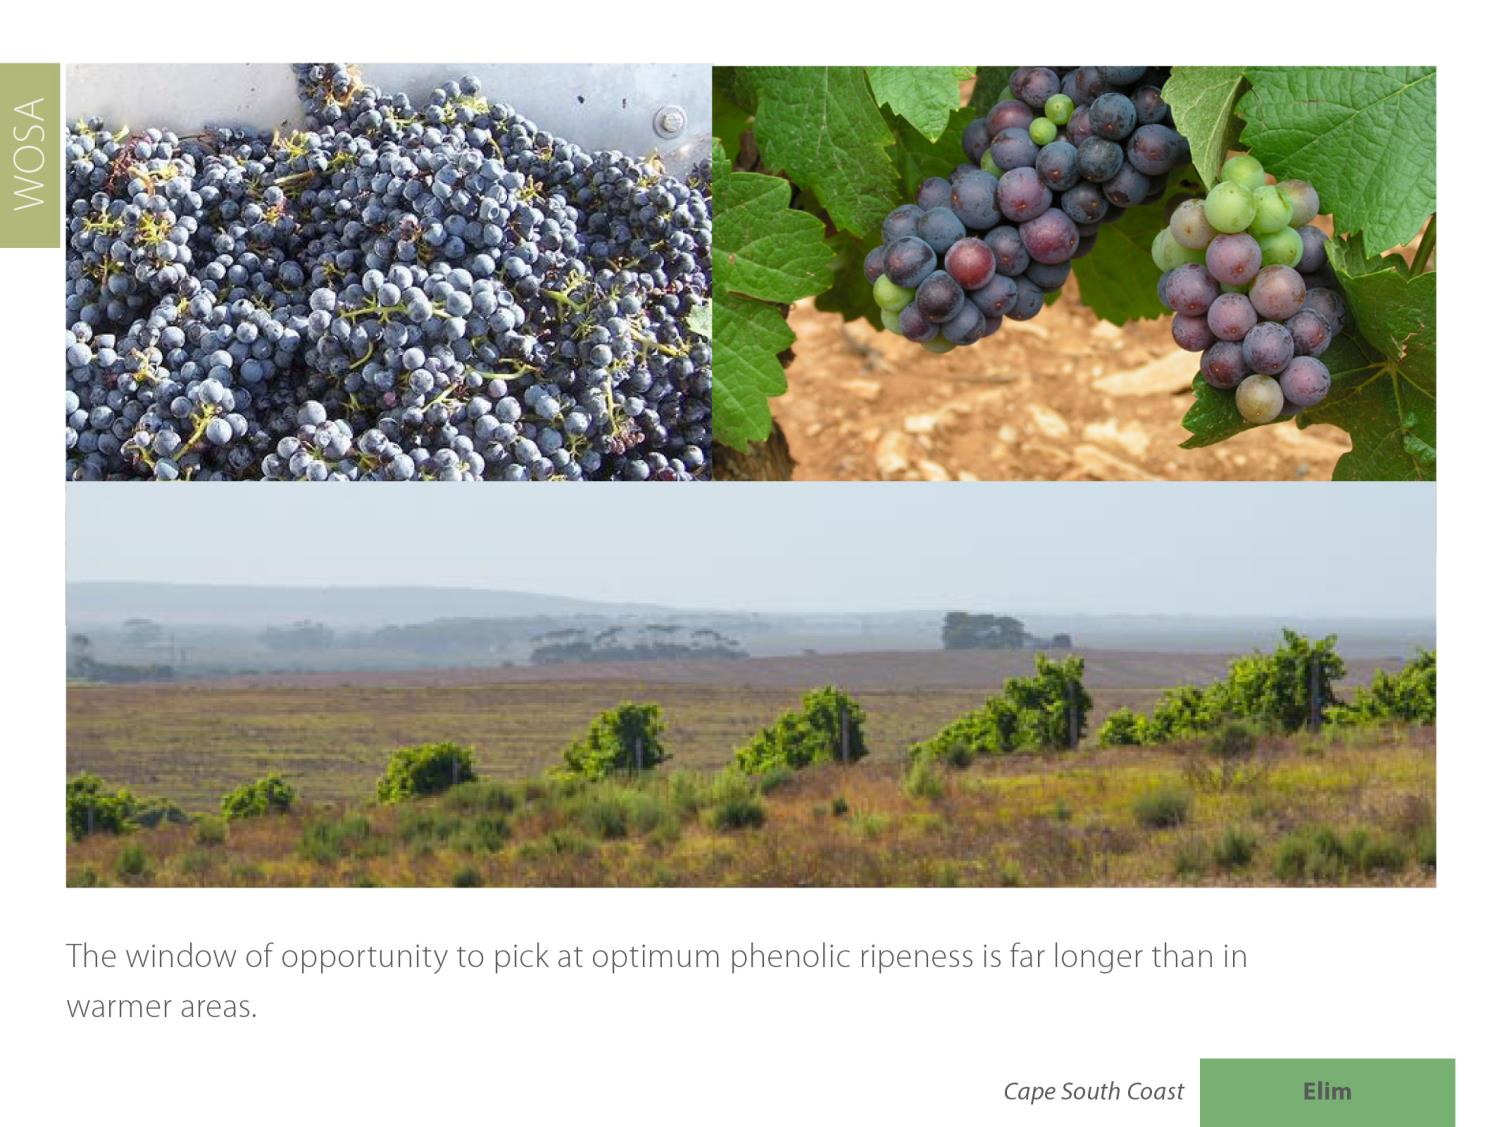 WOSA
The window of opportunity to pick at optimum phenolic ripeness is far longer than in
warmer areas.
Cape South Coast
Elim